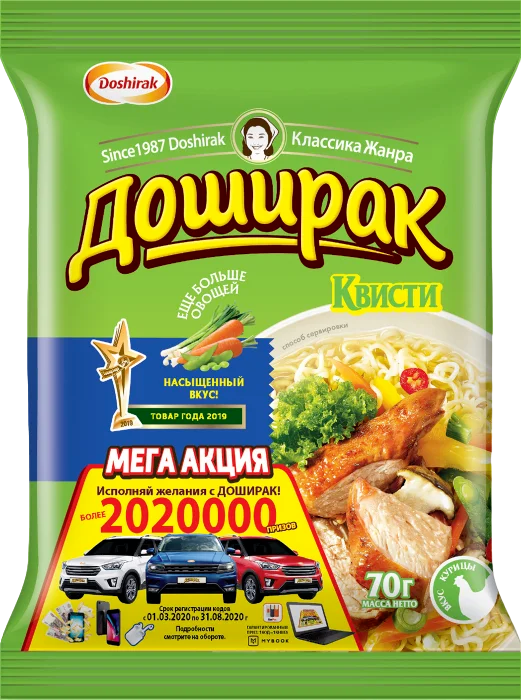 Doshirak
Since1987 Doshirak Классика Жанра
Доширак
Квисти
ЕЩЕ БОЛЬШЕ
ОВОЩЕЙ
способ сервировки
НАСЫЩЕННЫЙ
ВКУС!
2019
ТОВАР ГОДА 2019
МЕГА АКЦИЯ
Исполняй желания с ДОШИРАК!
БОЛЕЕ
2020000
ПРИЗОВ
Срок регистрации кодов
с 01.03.2020 по 31.08.2020 г
Подробности
смотрите на обороте.
MYBOOK
70г
МАССА НЕТТО
ВКУС КУРИЦЫ